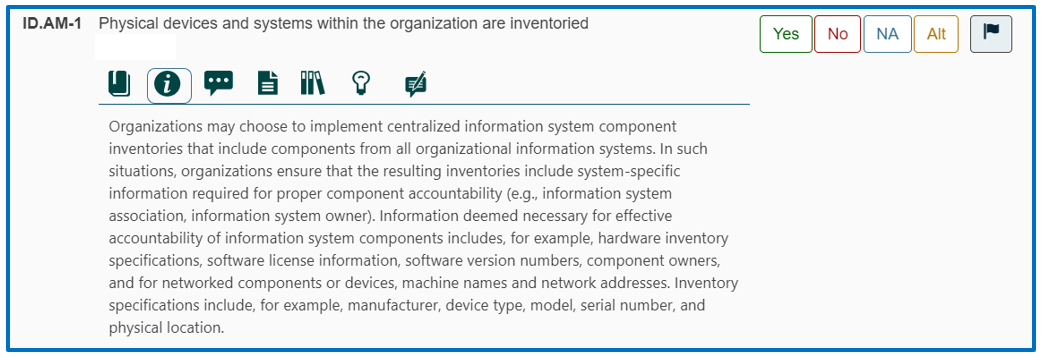 ID.AM-1 Physical devices and systems within the organization are inventoried
Yes No NA Alt
Organizations may choose to implement centralized information system component
inventories that include components from all organizational information systems. In such
situations, organizations ensure that the resulting inventories include system-specific
information required for proper component accountability (e.g., information system
association, information system owner). Information deemed necessary for effective
accountability of information system components includes, for example, hardware inventory
specifications, software license information, software version numbers, component owners,
and for networked components or devices, machine names and network addresses. Inventory
specifications include, for example, manufacturer, device type, model, serial number, and
physical location.